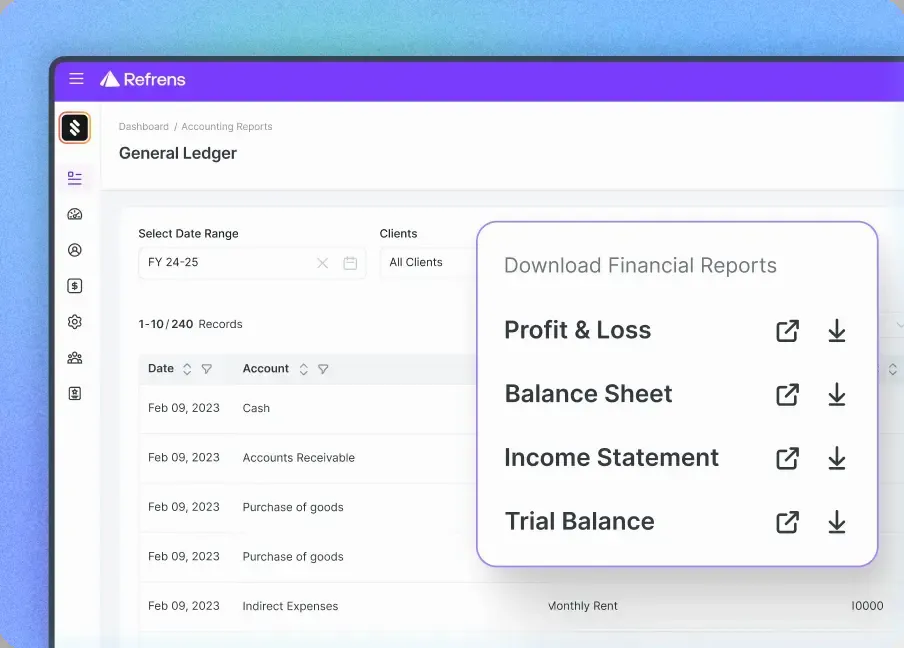 Refrens
Dashboard / Accounting Reports
General Ledger
Select Date Range
Clients
FY 24-25
All Clients
1-10/240 Records
Date
Account
Feb 09, 2023
Cash
Feb 09, 2023
Accounts Receivable
Feb 09, 2023
Purchase of goods
Feb 09, 2023
Purchase of goods
Feb 09, 2023
Indirect Expenses
Monthly Rent
10000
Download Financial Reports
Profit & Loss
Balance Sheet
Income Statement
Trial Balance